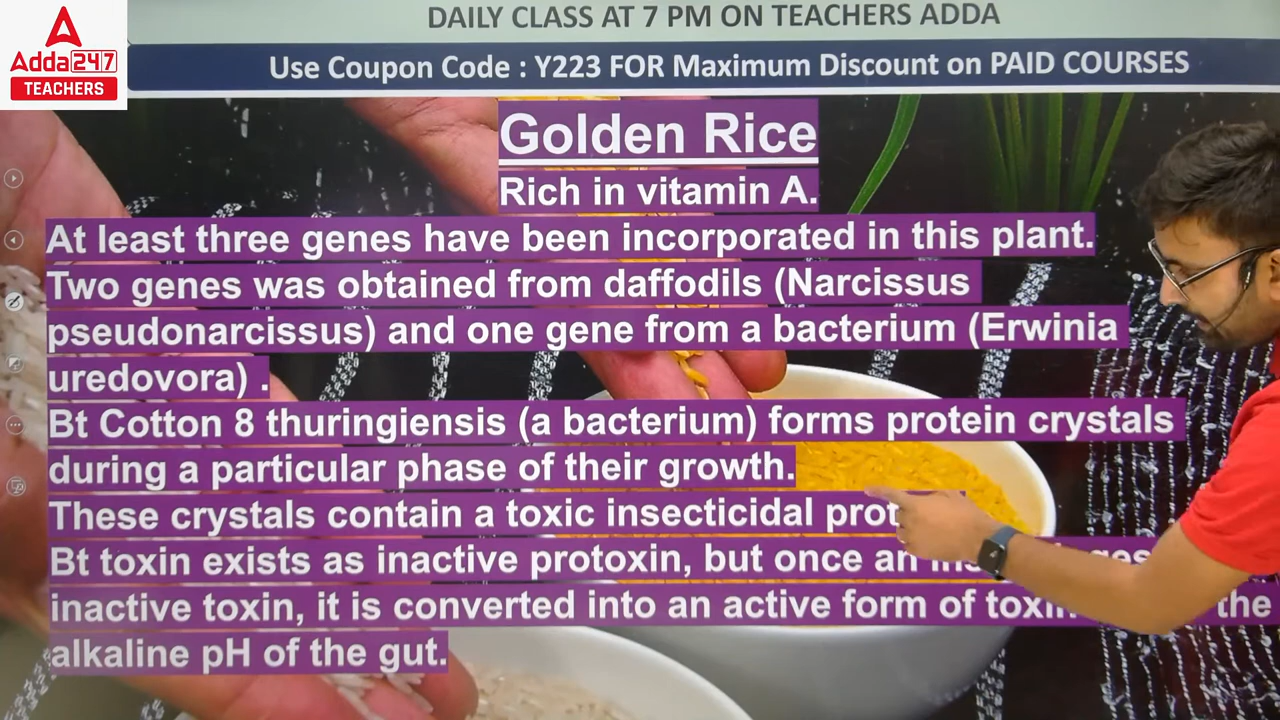 DAILY CLASS AT 7 PM ON TEACHERS ADDA
Adda247
TEACHERS
Use Coupon Code : Y223 FOR Maximum Discount on PAID COURSES
Golden Rice
Rich in vitamin A.
At least three genes have been incorporated in this plant.
Two genes was obtained from daffodils (Narcissus
pseudonarcissus) and one gene from a bacterium (Erwinia
uredovora) .
Bt Cotton 8 thuringiensis (a bacterium) forms protein crystals
during a particular phase of their growth.
These crystals contain a toxic insecticidal
Bt toxin exists as inactive protoxin, but once an
inactive toxin, it is converted into an active form of the
alkaline pH of the gut.